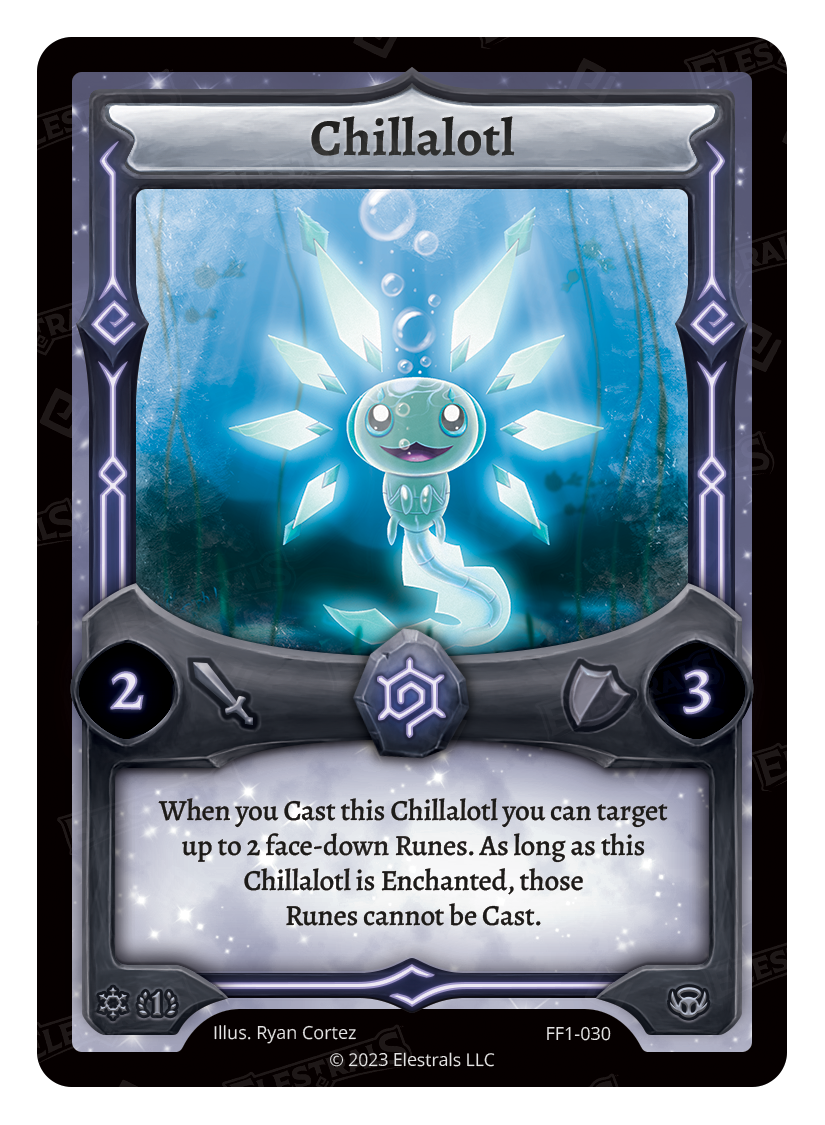 Chillalotl
2
3
When you Cast this Chillalotl you can target
up to 2 face-down Runes. As long as this
Chillalotl is Enchanted, those
Runes cannot be Cast.
1
Illus. Ryan Cortez
FF1-030
© 2023 Elestrals LLC